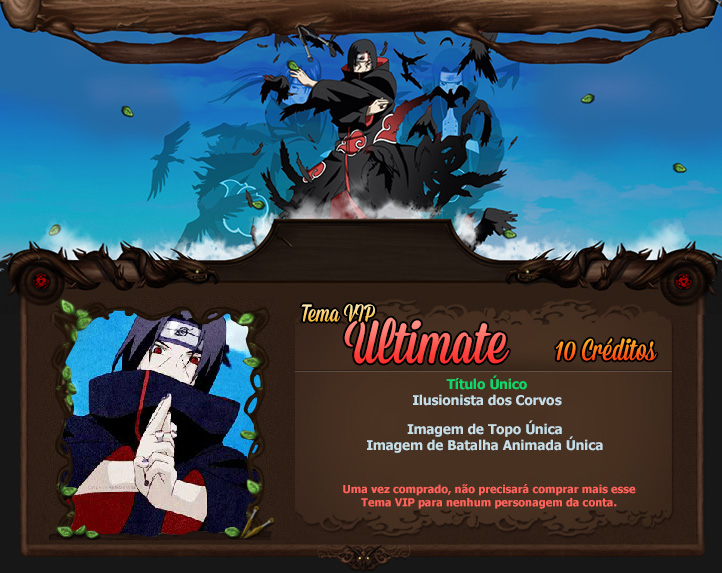 Tema VIP
Ultimate
10 Créditos
Título Único
Ilusionista dos Corvos
Imagem de Topo Única
Imagem de Batalha Animada Única
Uma vez comprado, não precisará comprar mais esse
Tema VIP para nenhum personagem da conta.